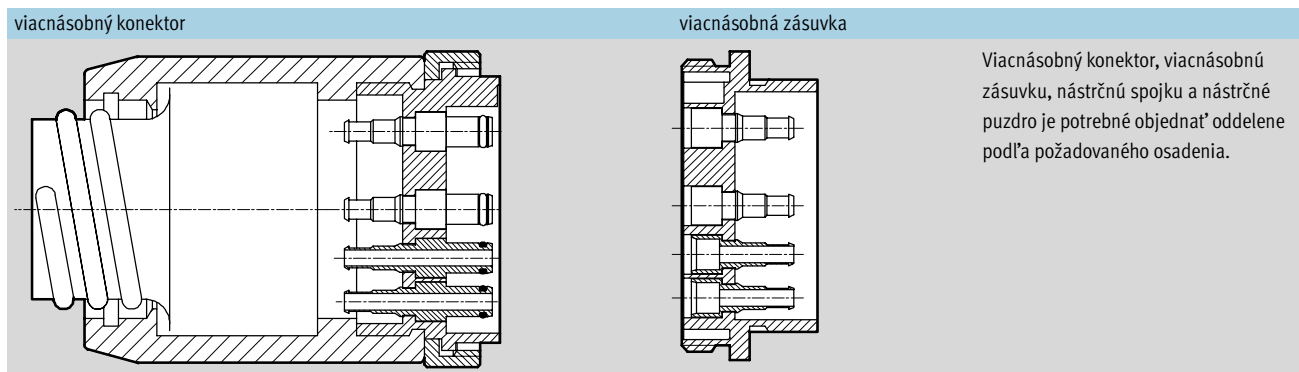 viacnásobný konektor
viacnásobná zásuvka
Viacnásobný konektor, viacnásobnú
zásuvku, nástrčnú spojku a nástrčné
puzdro je potrebné objednať oddelene
podľa požadovaného osadenia.